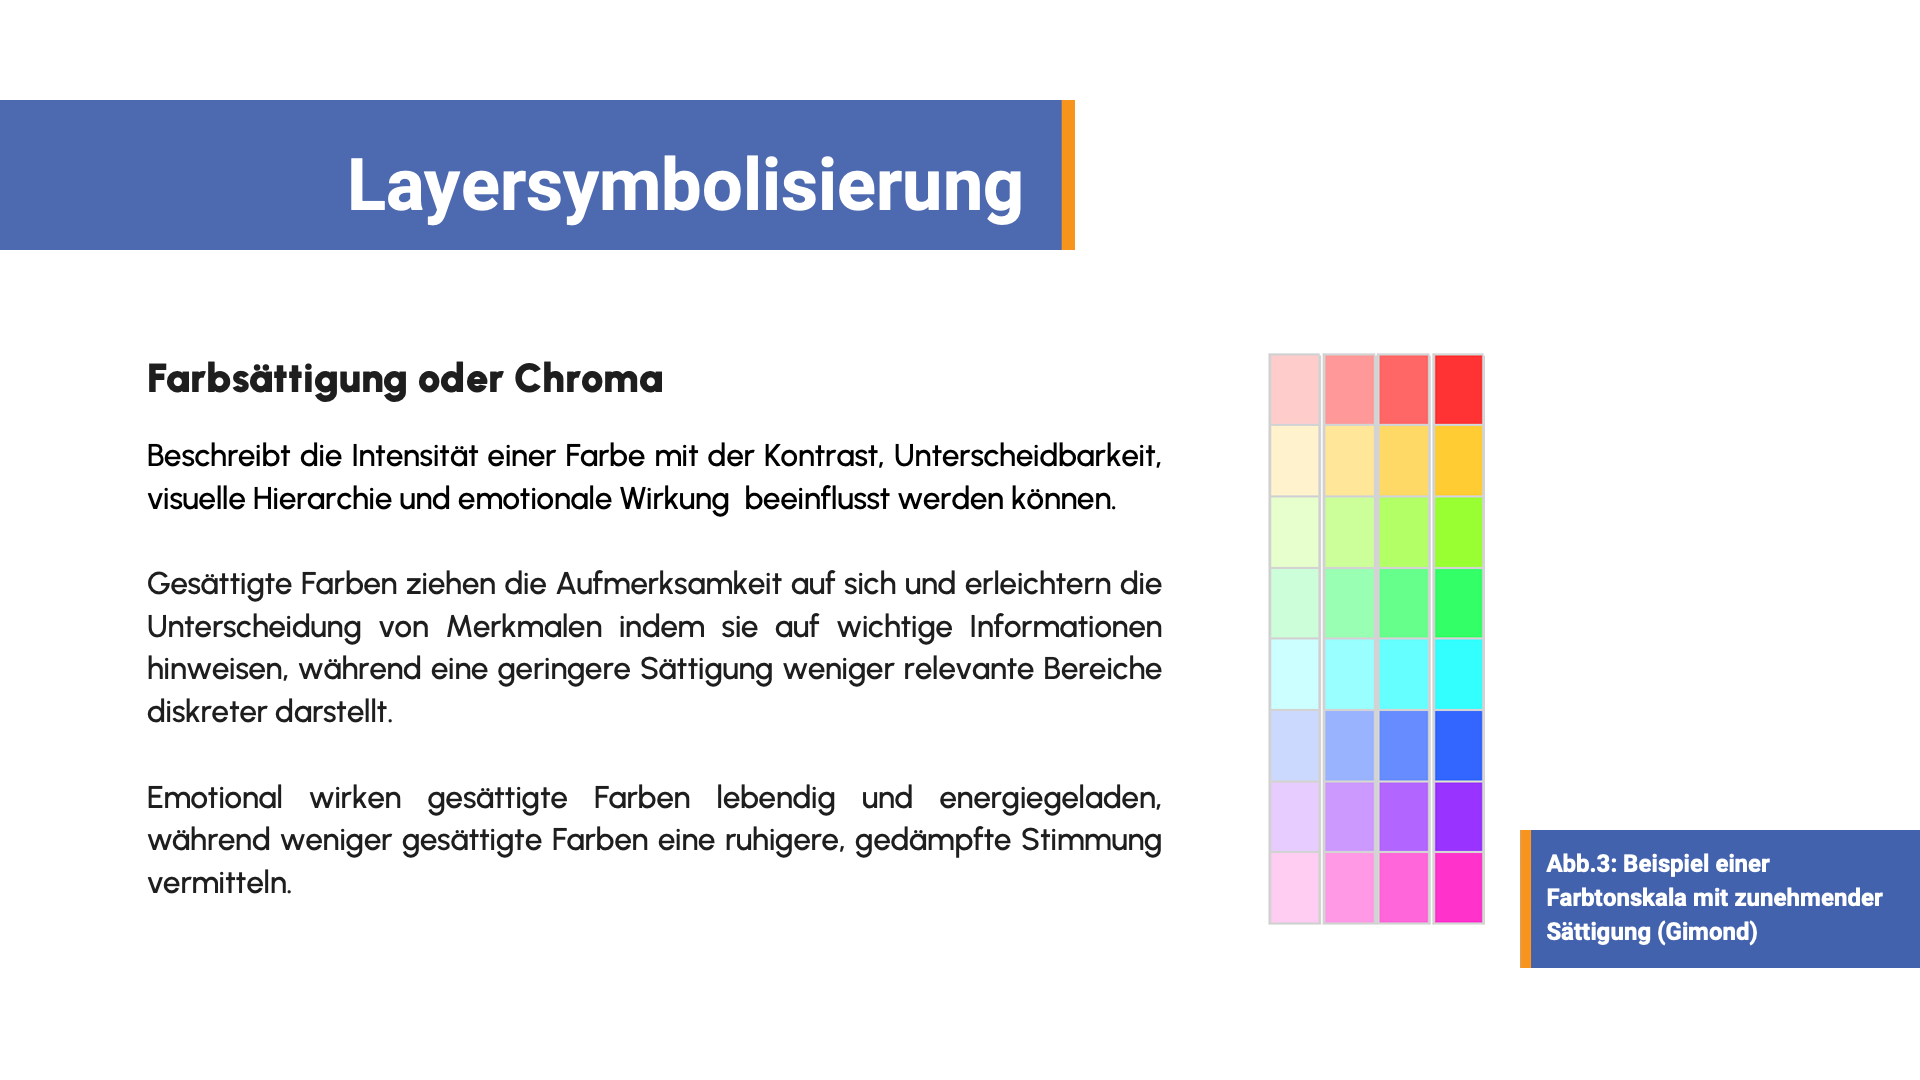 Layersymbolisierung
Farbsättigung oder Chroma
Beschreibt die Intensität einer Farbe mit der Kontrast, Unterscheidbarkeit,
visuelle Hierarchie und emotionale Wirkung  beeinflusst werden können.
Gesättigte Farben ziehen die Aufmerksamkeit auf sich und erleichtern die
Unterscheidung von Merkmalen indem sie auf wichtige Informationen
hinweisen, während eine geringere Sättigung weniger relevante Bereiche
diskreter darstellt.
Emotional wirken gesättigte Farben lebendig und energiegeladen,
während weniger gesättigte Farben eine ruhigere, gedämpfte Stimmung
vermitteln.
Abb.3: Beispiel einer
Farbtonskala mit zunehmender
Sättigung (Gimond)